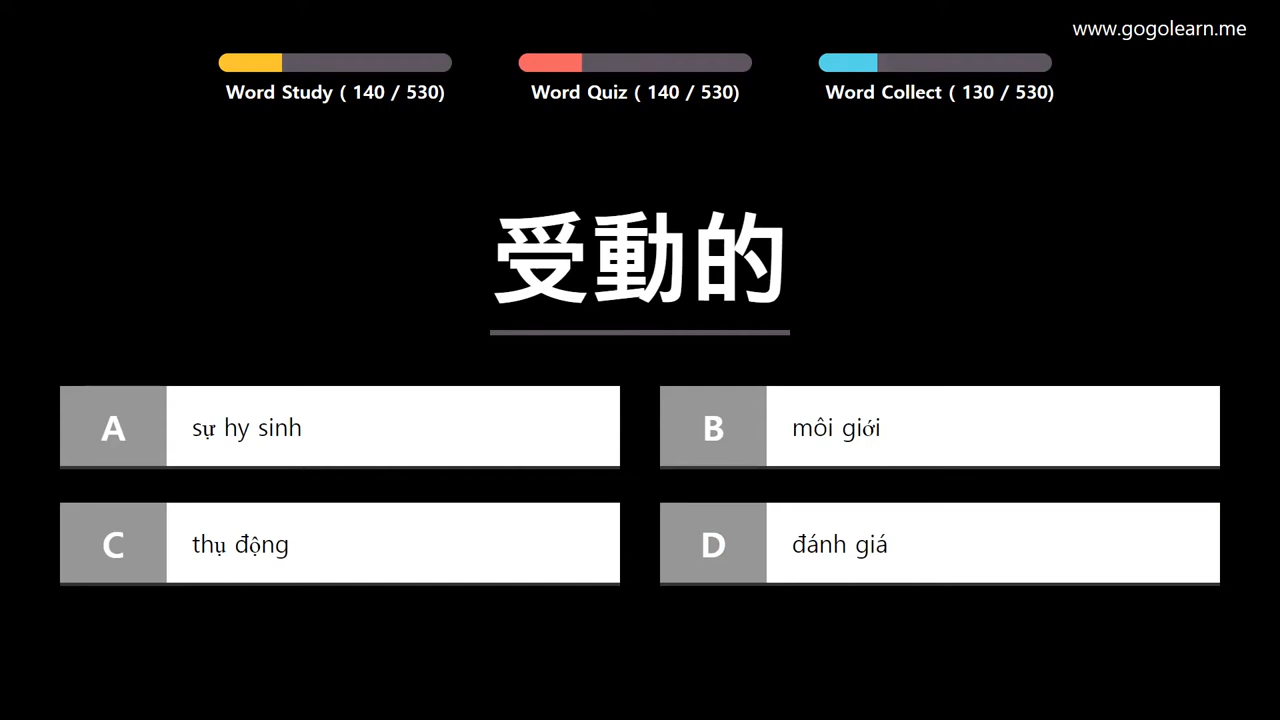 www.gogolearn.me
Word Study ( 140 / 530)
Word Quiz ( 140 / 530)
Word Collect ( 130 / 530)
受動的
A sự hy sinh
B môi giới
C thụ động
D đánh giá